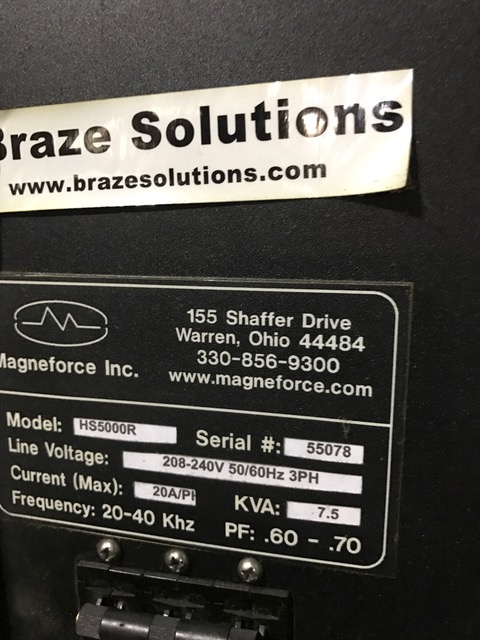 Braze Solutions
www.brazesolutions.com
155 Shaffer Drive
Warren, Ohio 44484
330-856-9300
www.magneforce.com
Magneforce Inc.
Model: HS5000R Serial #: 55078
Line Voltage: 208-240V 50/60Hz 3PH
Current (Max): 20A/PH KVA: 7.5
Frequency: 20-40 Khz PF: .60 - .70